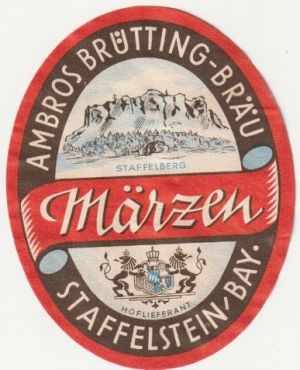 AMBROS BRÜTTING-BRÄU
STAFFELBERG
Märzen
HOFLIEFERANT
STAFFELSTEIN/BAY.